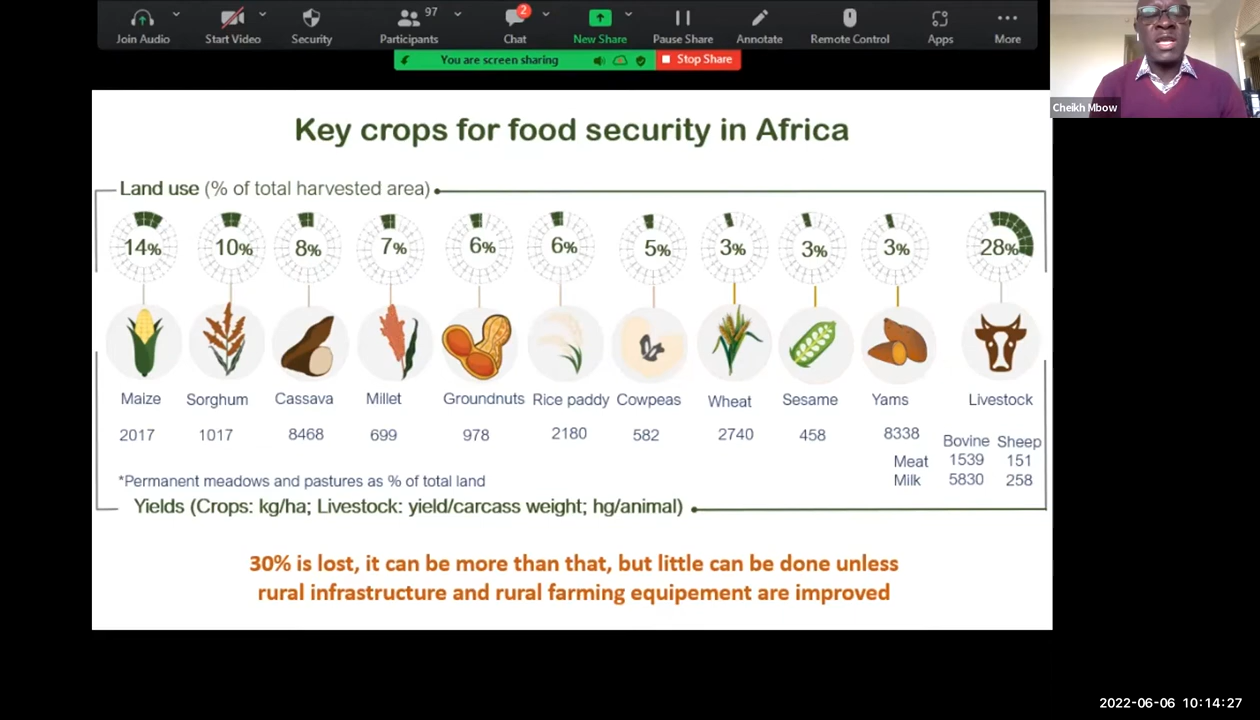 Join Audio
Start Video
Security
97
Participants
2
Chat
New Share
Pause Share
Annotate
Remote Control
Apps
More
You are screen sharing
Stop Share
Cheikh Mbow
Key crops for food security in Africa
Land use (% of total harvested area)
14% 10% 8% 7% 6% 6% 5% 3% 3% 3% 28%
Maize Sorghum Cassava Millet Groundnuts Rice paddy Cowpeas Wheat Sesame Yams Livestock
2017 1017 8468 699 978 2180 582 2740 458 8338
Bovine Sheep
Meat 1539 151
Milk 5830 258
*Permanent meadows and pastures as % of total land
Yields (Crops: kg/ha; Livestock: yield/carcass weight; hg/animal)
30% is lost, it can be more than that, but little can be done unless
rural infrastructure and rural farming equipement are improved
2022-06-06 10:14:27